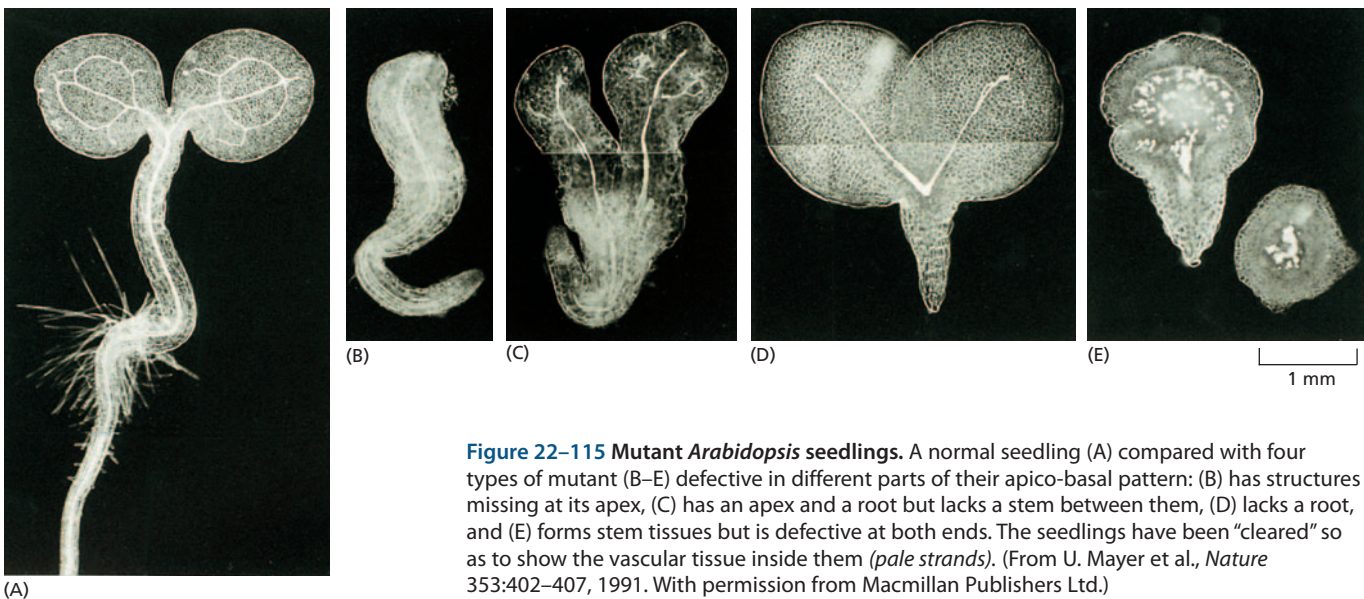 (A)
(B)
(C)
(D)
(E)
1 mm
Figure 22–115 Mutant Arabidopsis seedlings. A normal seedling (A) compared with four
types of mutant (B–E) defective in different parts of their apico-basal pattern: (B) has structures
missing at its apex, (C) has an apex and a root but lacks a stem between them, (D) lacks a root,
and (E) forms stem tissues but is defective at both ends. The seedlings have been “cleared” so
as to show the vascular tissue inside them (pale strands). (From U. Mayer et al., Nature
353:402–407, 1991. With permission from Macmillan Publishers Ltd.)